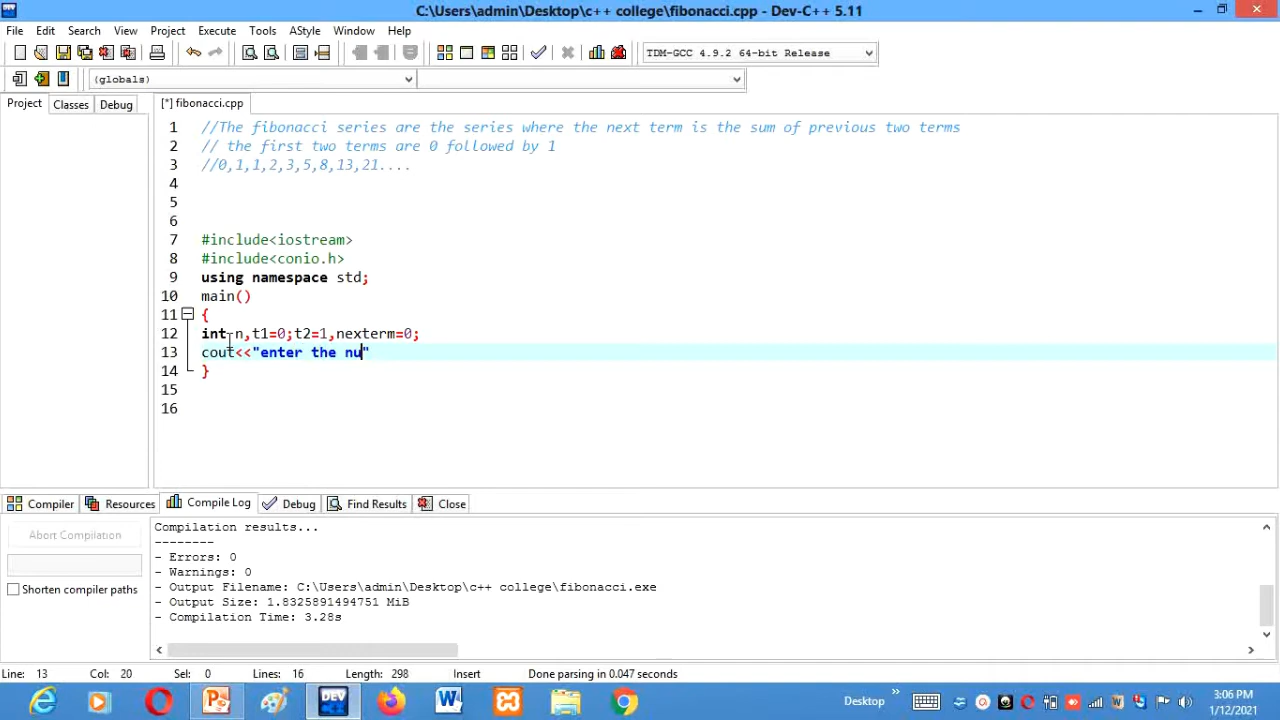 C:\Users\admin\Desktop\c++ college\fibonacci.cpp - Dev-C++ 5.11
File Edit Search View Project Execute Tools AStyle Window Help
TDM-GCC 4.9.2 64-bit Release
(globals)
Project Classes Debug
[*] fibonacci.cpp
1 //The fibonacci series are the series where the next term is the sum of previous two terms
2 // the first two terms are 0 followed by 1
3 //0,1,1,2,3,5,8,13,21....
4
5
6
7 #include<iostream>
8 #include<conio.h>
9 using namespace std;
10 main()
11 {
12 int n,t1=0;t2=1,nexterm=0;
13 cout<<"enter the nu"
14 }
15
16
Compiler Resources Compile Log Debug Find Results Close
Abort Compilation
Shorten compiler paths
Compilation results...
--------
- Errors: 0
- Warnings: 0
- Output Filename: C:\Users\admin\Desktop\c++ college\fibonacci.exe
- Output Size: 1.8325891494751 MiB
- Compilation Time: 3.28s
Line: 13 Col: 20 Sel: 0 Lines: 16 Length: 298 Insert Done parsing in 0.047 seconds
DEV
Desktop
3:06 PM
1/12/2021